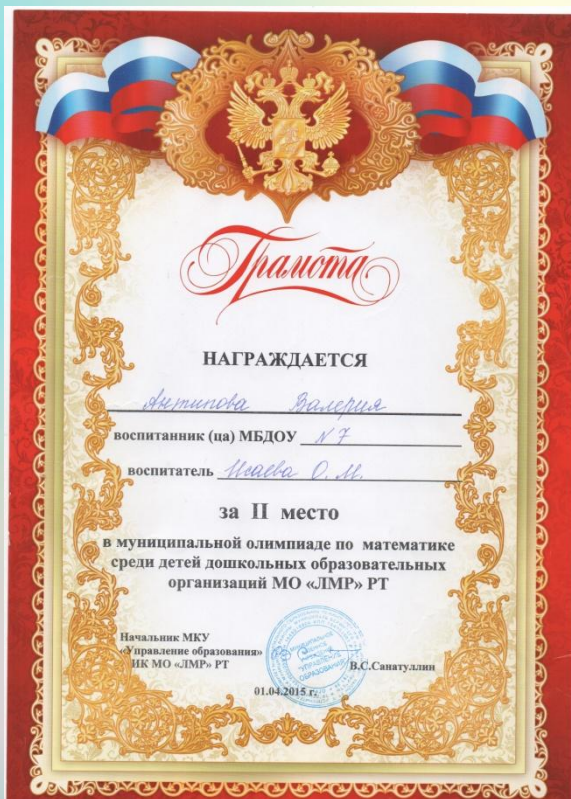 Грамота
НАГРАЖДАЕТСЯ
Антипова Валерия
воспитанник (ца) МБДОУ № 7
воспитатель Исаева О.М.
за II место
в муниципальной олимпиаде по математике
среди детей дошкольных образовательных
организаций МО «ЛМР» РТ
Начальник МКУ
«Управление образования»
ИК МО «ЛМР» РТ
В.С.Санатуллин
"УПРАВЛЕНИЕ
ОБРАЗОВАНИЯ"
01.04.2015 г.